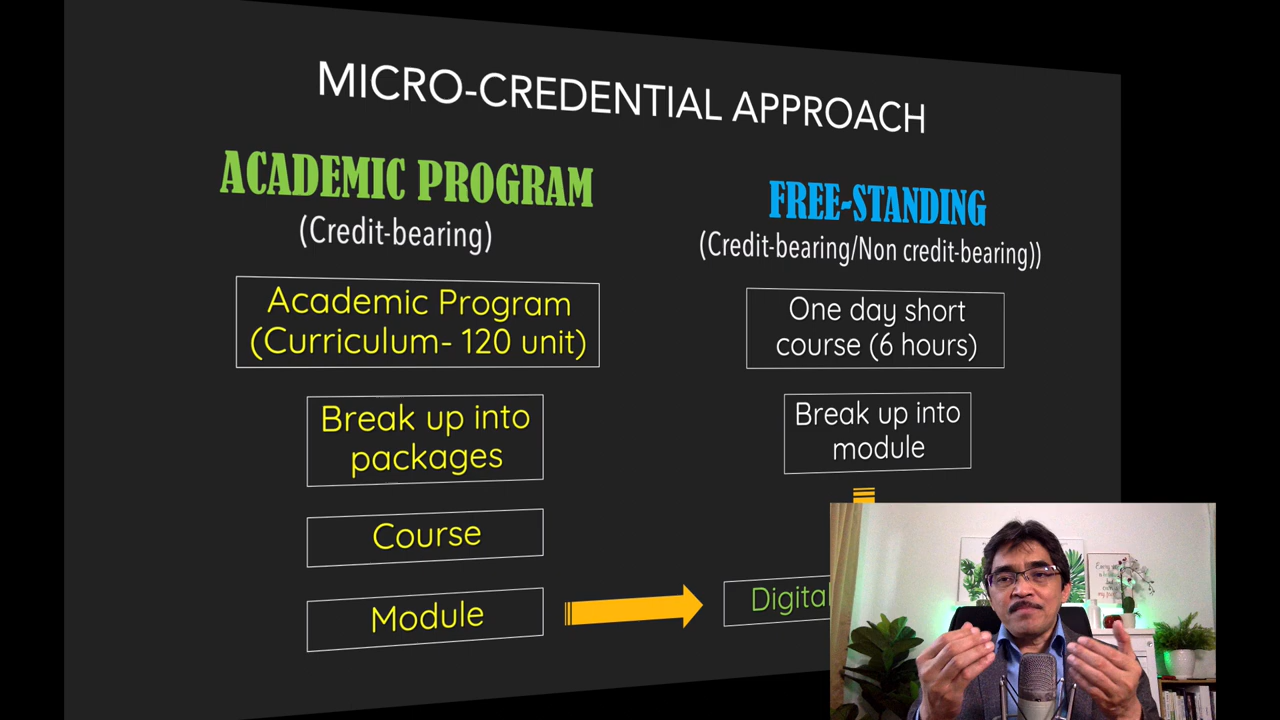 MICRO-CREDENTIAL APPROACH
ACADEMIC PROGRAM
(Credit-bearing)
Academic Program
(Curriculum- 120 unit)
Break up into
packages
Course
Module
FREE-STANDING
(Credit-bearing/Non credit-bearing))
One day short
course (6 hours)
Break up into
module
Digital